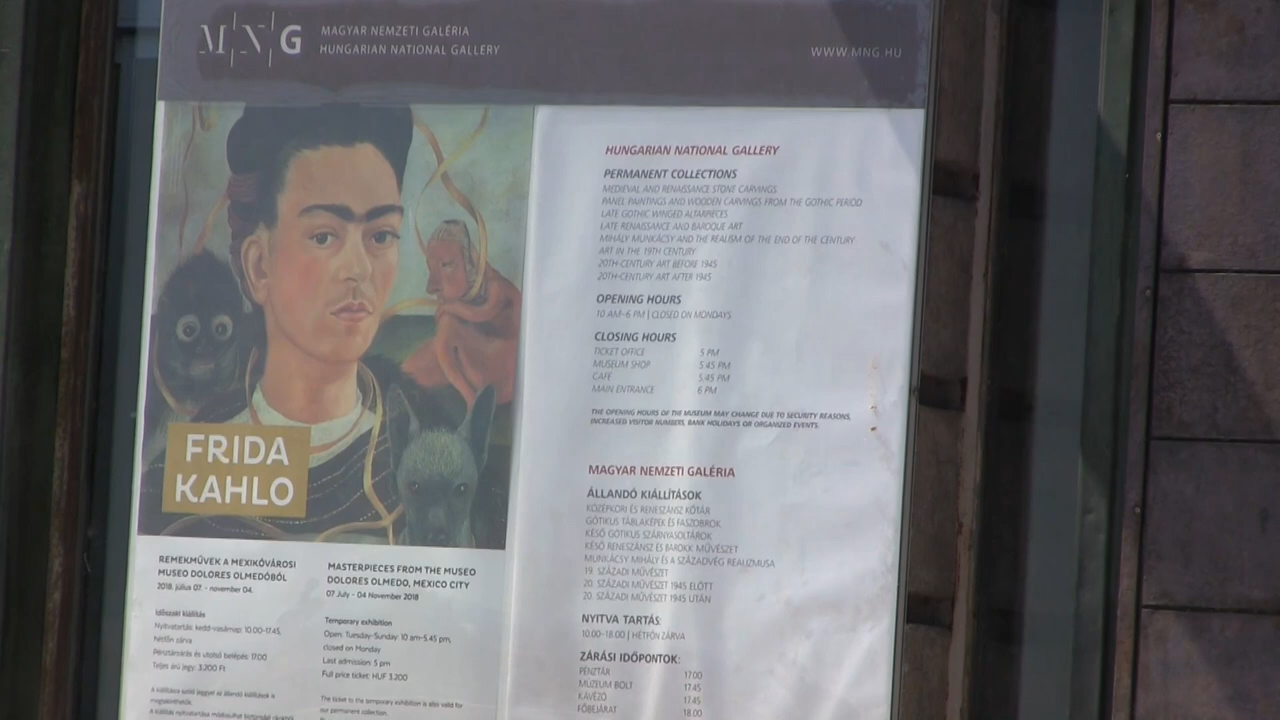 MNG
MAGYAR NEMZETI GALÉRIA
HUNGARIAN NATIONAL GALLERY
WWW.MNG.HU
FRIDA
KAHLO
REMEKMŰVEK A MEXIKÓVÁROSI
MUSEO DOLORES OLMEDÓBÓL
2018. július 07. - november 04.
Időszaki kiállítás
Nyitvatartás: kedd-vasárnap: 10.00-17.45,
hétfőn zárva
Pénztárzárás és utolsó belépés: 17.00
Teljes árú jegy: 3.200 Ft
A kiállításra szóló jeggyel az állandó kiállítások is
megtekinthetők.
MASTERPIECES FROM THE MUSEO
DOLORES OLMEDO, MEXICO CITY
07 July - 04 November 2018
Temporary exhibition
Open: Tuesday-Sunday: 10 am-5.45 pm,
closed on Monday
Last admission: 5 pm
Full price ticket: HUF 3.200
The ticket to the temporary exhibition is also valid for
our permanent collection.
HUNGARIAN NATIONAL GALLERY
PERMANENT COLLECTIONS
MEDIEVAL AND RENAISSANCE STONE CARVINGS
PANEL PAINTINGS AND WOODEN CARVINGS FROM THE GOTHIC PERIOD
LATE GOTHIC WINGED ALTARPIECES
LATE RENAISSANCE AND BAROQUE ART
MIHÁLY MUNKÁCSY AND THE REALISM OF THE END OF THE CENTURY
ART IN THE 19TH CENTURY
20TH-CENTURY ART BEFORE 1945
20TH-CENTURY ART AFTER 1945
OPENING HOURS
10 AM–6 PM | CLOSED ON MONDAYS
CLOSING HOURS
TICKET OFFICE 5 PM
MUSEUM SHOP 5.45 PM
CAFE 5.45 PM
MAIN ENTRANCE 6 PM
THE OPENING HOURS OF THE MUSEUM MAY CHANGE DUE TO SECURITY REASONS,
INCREASED VISITOR NUMBERS, BANK HOLIDAYS OR ORGANIZED EVENTS.
MAGYAR NEMZETI GALÉRIA
ÁLLANDÓ KIÁLLÍTÁSOK
KÖZÉPKORI ÉS RENESZÁNSZ KŐTÁR
GÓTIKUS TÁBLAKÉPEK ÉS FASZOBROK
KÉSŐ GÓTIKUS SZÁRNYASOLTÁROK
KÉSŐ RENESZÁNSZ ÉS BAROKK MŰVÉSZET
MUNKÁCSY MIHÁLY ÉS A SZÁZADVÉG REALIZMUSA
19. SZÁZADI MŰVÉSZET
20. SZÁZADI MŰVÉSZET 1945 ELŐTT
20. SZÁZADI MŰVÉSZET 1945 UTÁN
NYITVA TARTÁS:
10.00–18.00 | HÉTFŐN ZÁRVA
ZÁRÁSI IDŐPONTOK:
PÉNZTÁR 17.00
MÚZEUM BOLT 17.45
KÁVÉZÓ 17.45
FŐBEJÁRAT 18.00